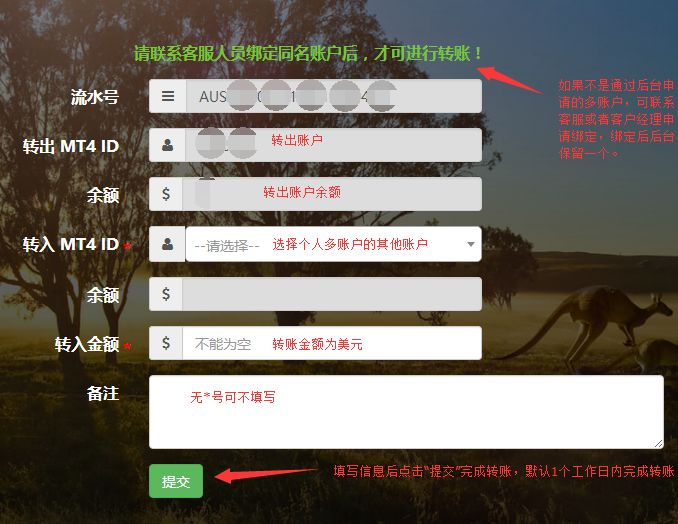 请联系客服人员绑定同名账户后，才可进行转账！
如果不是通过后台申
请的多账户，可联系
客服或者客户经理申
请绑定，绑定后后台
保留一个。
流水号 AUS
转出 MT4 ID 转出账户
余额 $ 转出账户余额
转入 MT4 ID * --请选择-- 选择个人多账户的其他账户
余额 $
转入金额 * $ 不能为空 转账金额为美元
备注 无*号可不填写
提交 填写信息后点击“提交”完成转账，默认1个工作日内完成转账